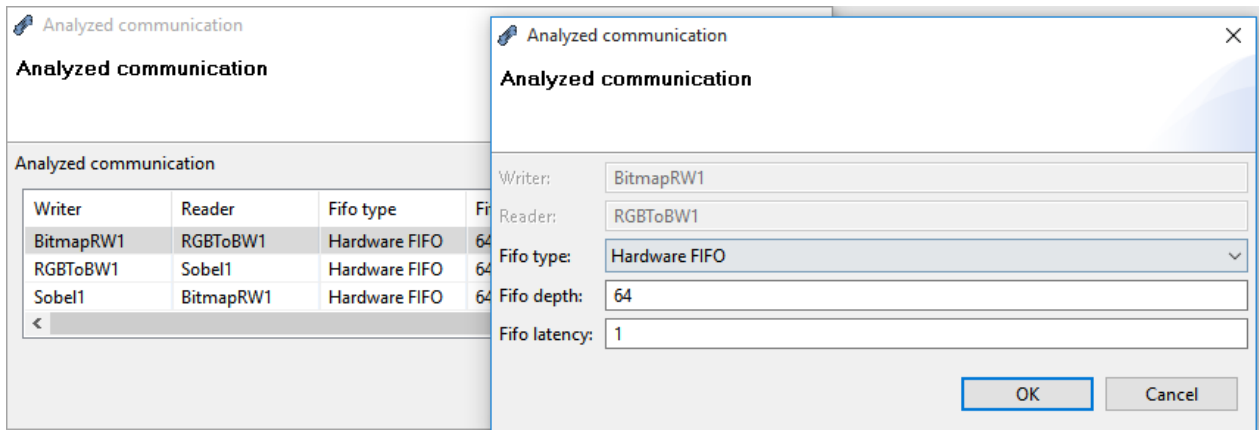 Analyzed communication
Analyzed communication
Analyzed communication
Writer Reader Fifo type
BitmapRW1 RGBToBW1 Hardware FIFO 64
RGBToBW1 Sobel1 Hardware FIFO 64
Sobel1 BitmapRW1 Hardware FIFO 64
Analyzed communication
Analyzed communication
Writer: BitmapRW1
Reader: RGBToBW1
Fifo type: Hardware FIFO
Fifo depth: 64
Fifo latency: 1
OK Cancel